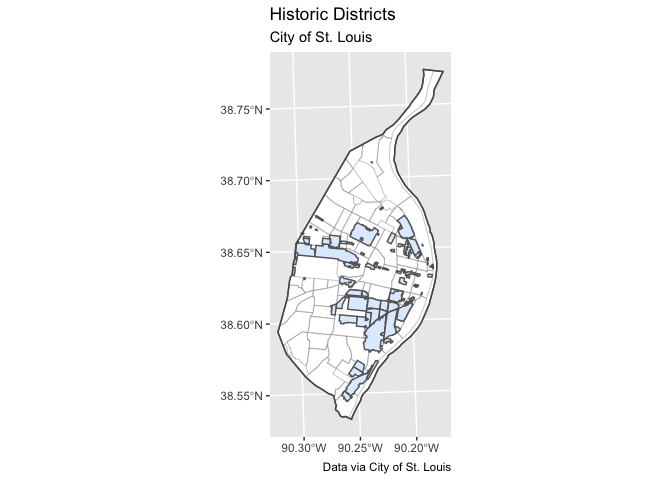 Historic Districts
City of St. Louis
38.75°N
38.70°N
38.65°N
38.60°N
38.55°N
90.30°W 90.25°W 90.20°W
Data via City of St. Louis